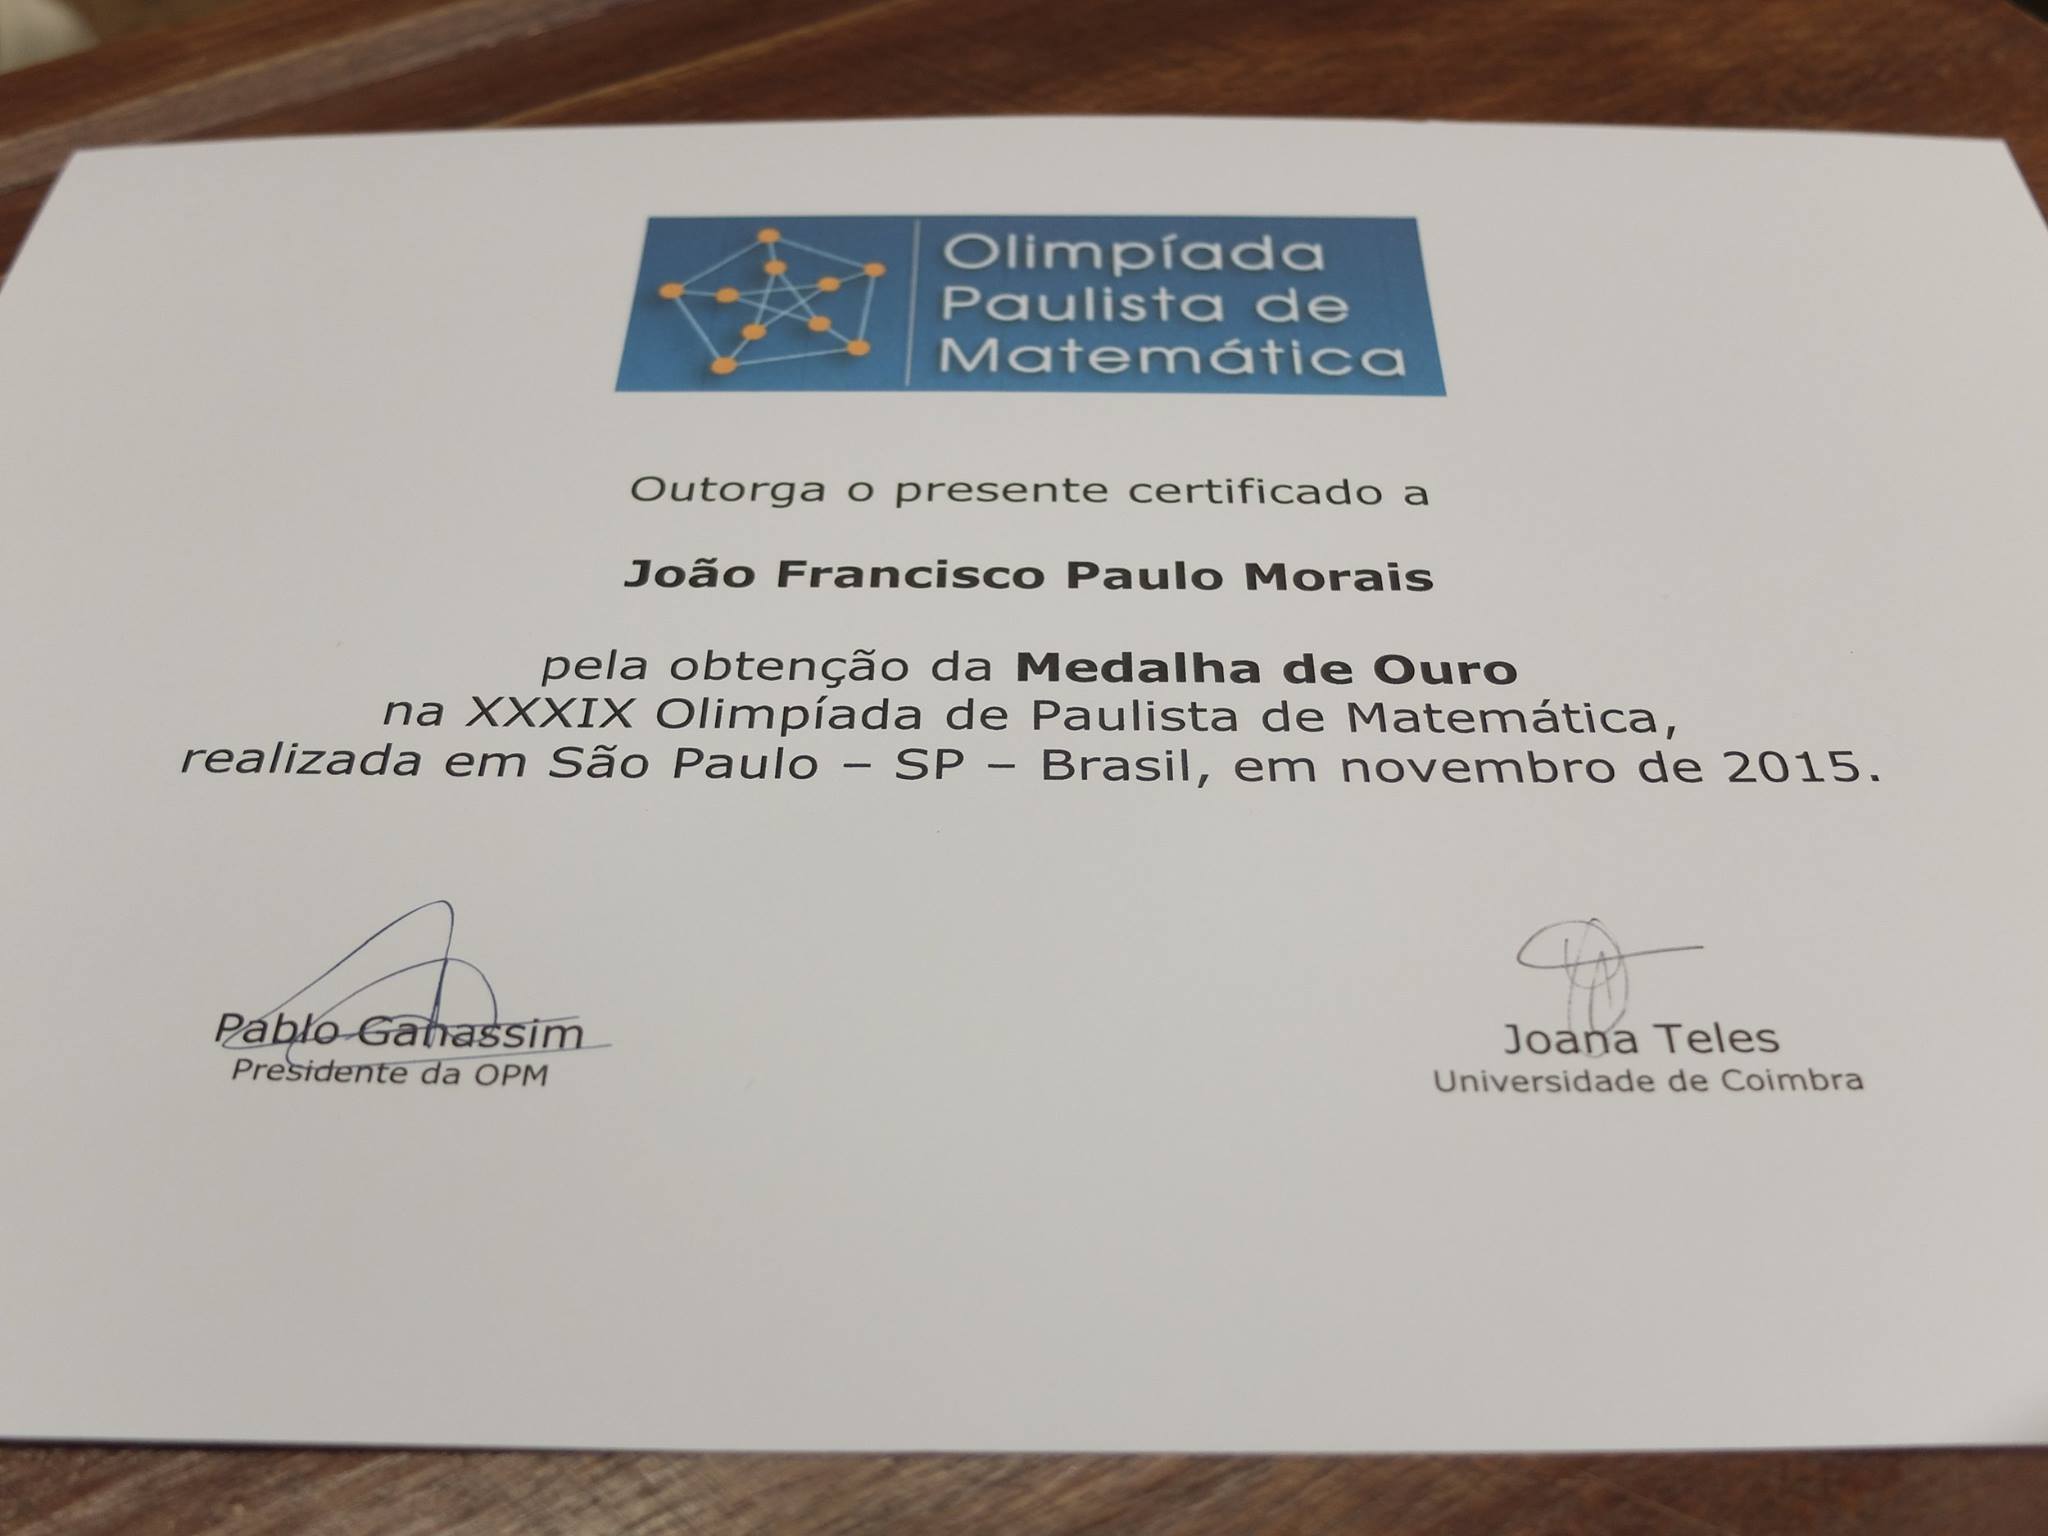 Olimpíada
Paulista de
Matemática
Outorga o presente certificado a
João Francisco Paulo Morais
pela obtenção da Medalha de Ouro
na XXXIX Olimpíada de Paulista de Matemática,
realizada em São Paulo – SP – Brasil, em novembro de 2015.
Pablo Ganassim
Presidente da OPM
Joana Teles
Universidade de Coimbra